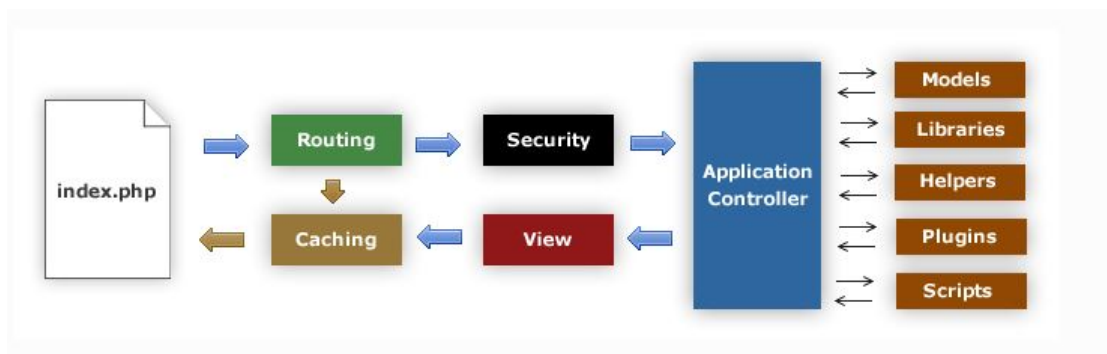 index.php
Routing
Security
Caching
View
Application
Controller
Models
Libraries
Helpers
Plugins
Scripts